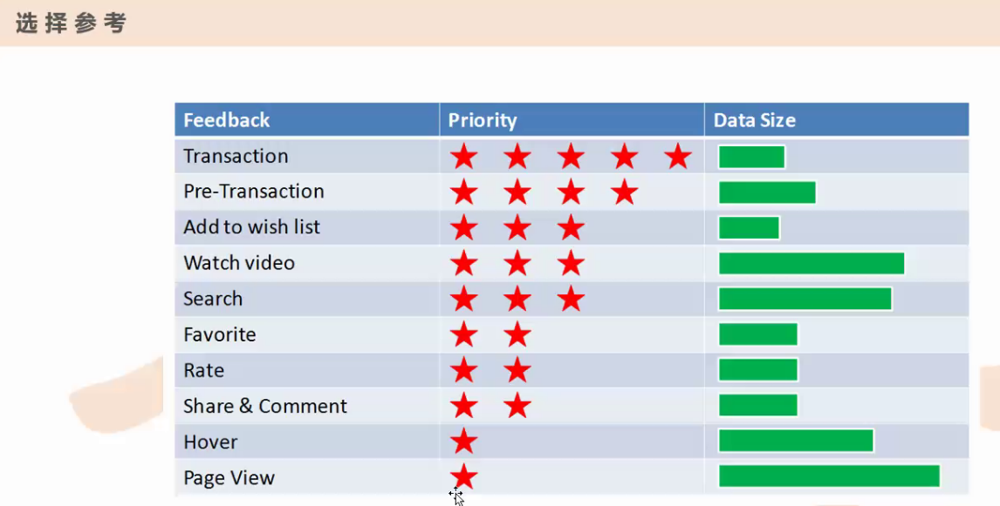 选择参考
Feedback Priority Data Size
Transaction
Pre-Transaction
Add to wish list
Watch video
Search
Favorite
Rate
Share & Comment
Hover
Page View